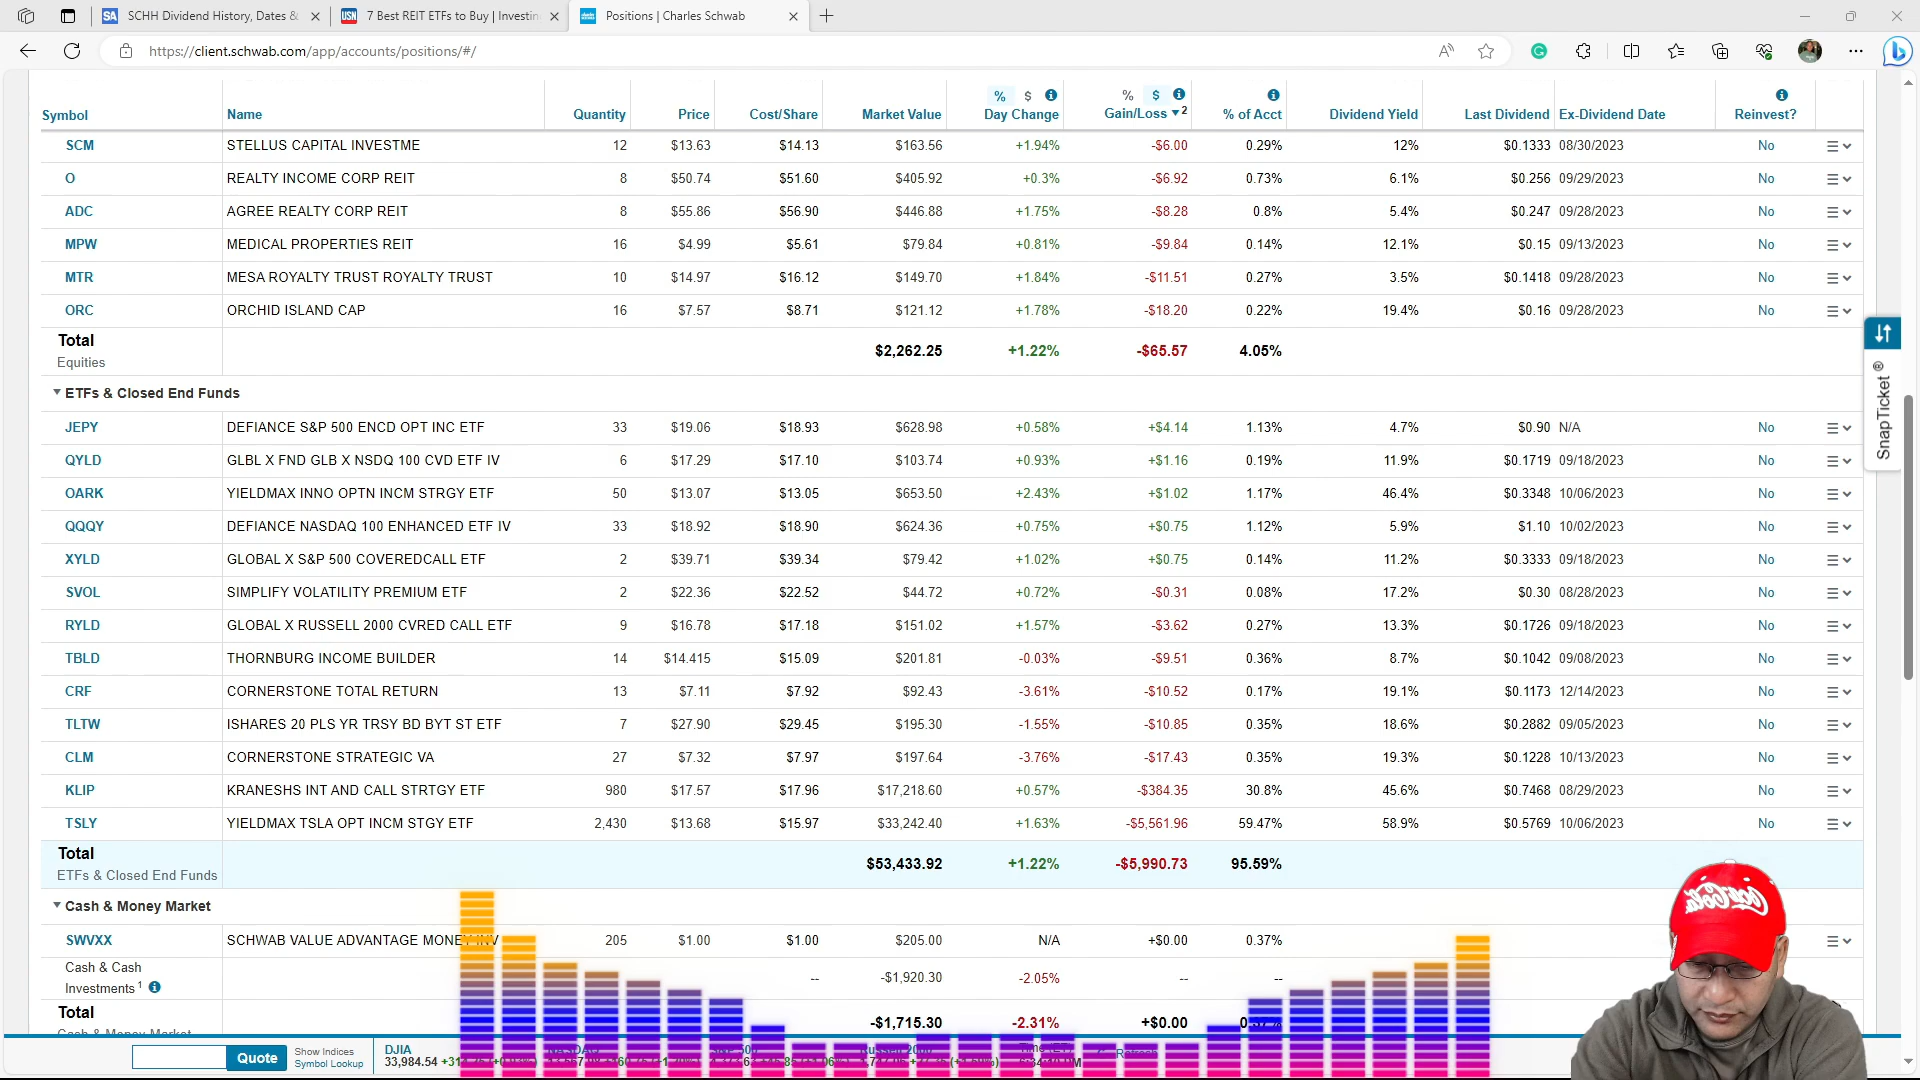 SCHH Dividend History, Dates &
7 Best REIT ETFs to Buy | Investin
Positions | Charles Schwab
https://client.schwab.com/app/accounts/positions/#/
Symbol Name Quantity Price Cost/Share Market Value % $ Day Change % $ Gain/Loss ▼2 % of Acct Dividend Yield Last Dividend Ex-Dividend Date Reinvest?
SCM STELLUS CAPITAL INVESTME 12 $13.63 $14.13 $163.56 +1.94% -$6.00 0.29% 12% $0.1333 08/30/2023 No
O REALTY INCOME CORP REIT 8 $50.74 $51.60 $405.92 +0.3% -$6.92 0.73% 6.1% $0.256 09/29/2023 No
ADC AGREE REALTY CORP REIT 8 $55.86 $56.90 $446.88 +1.75% -$8.28 0.8% 5.4% $0.247 09/28/2023 No
MPW MEDICAL PROPERTIES REIT 16 $4.99 $5.61 $79.84 +0.81% -$9.84 0.14% 12.1% $0.15 09/13/2023 No
MTR MESA ROYALTY TRUST ROYALTY TRUST 10 $14.97 $16.12 $149.70 +1.84% -$11.51 0.27% 3.5% $0.1418 09/28/2023 No
ORC ORCHID ISLAND CAP 16 $7.57 $8.71 $121.12 +1.78% -$18.20 0.22% 19.4% $0.16 09/28/2023 No
Total
Equities $2,262.25 +1.22% -$65.57 4.05%
ETFs & Closed End Funds
JEPY DEFIANCE S&P 500 ENCD OPT INC ETF 33 $19.06 $18.93 $628.98 +0.58% +$4.14 1.13% 4.7% $0.90 N/A No
QYLD GLBL X FND GLB X NSDQ 100 CVD ETF IV 6 $17.29 $17.10 $103.74 +0.93% +$1.16 0.19% 11.9% $0.1719 09/18/2023 No
OARK YIELDMAX INNO OPTN INCM STRGY ETF 50 $13.07 $13.05 $653.50 +2.43% +$1.02 1.17% 46.4% $0.3348 10/06/2023 No
QQQY DEFIANCE NASDAQ 100 ENHANCED ETF IV 33 $18.92 $18.90 $624.36 +0.75% +$0.75 1.12% 5.9% $1.10 10/02/2023 No
XYLD GLOBAL X S&P 500 COVEREDCALL ETF 2 $39.71 $39.34 $79.42 +1.02% +$0.75 0.14% 11.2% $0.3333 09/18/2023 No
SVOL SIMPLIFY VOLATILITY PREMIUM ETF 2 $22.36 $22.52 $44.72 +0.72% -$0.31 0.08% 17.2% $0.30 08/28/2023 No
RYLD GLOBAL X RUSSELL 2000 CVRED CALL ETF 9 $16.78 $17.18 $151.02 +1.57% -$3.62 0.27% 13.3% $0.1726 09/18/2023 No
TBLD THORNBURG INCOME BUILDER 14 $14.415 $15.09 $201.81 -0.03% -$9.51 0.36% 8.7% $0.1042 09/08/2023 No
CRF CORNERSTONE TOTAL RETURN 13 $7.11 $7.92 $92.43 -3.61% -$10.52 0.17% 19.1% $0.1173 12/14/2023 No
TLTW ISHARES 20 PLS YR TRSY BD BYT ST ETF 7 $27.90 $29.45 $195.30 -1.55% -$10.85 0.35% 18.6% $0.2882 09/05/2023 No
CLM CORNERSTONE STRATEGIC VA 27 $7.32 $7.97 $197.64 -3.76% -$17.43 0.35% 19.3% $0.1228 10/13/2023 No
KLIP KRANESHS INT AND CALL STRTGY ETF 980 $17.57 $17.96 $17,218.60 +0.57% -$384.35 30.8% 45.6% $0.7468 08/29/2023 No
TSLY YIELDMAX TSLA OPT INCM STGY ETF 2,430 $13.68 $15.97 $33,242.40 +1.63% -$5,561.96 59.47% 58.9% $0.5769 10/06/2023 No
Total
ETFs & Closed End Funds $53,433.92 +1.22% -$5,990.73 95.59%
Cash & Money Market
SWVXX SCHWAB VALUE ADVANTAGE MONEY INV 205 $1.00 $1.00 $205.00 N/A +$0.00 0.37%
Cash & Cash
Investments 1 -- -$1,920.30 -2.05% -- --
Total
Cash & Money Market -$1,715.30 -2.31% +$0.00 0.37%
Quote
Show Indices
Symbol Lookup
DJIA
33,984.54
NASDAQ
Russell 2000
Refresh
SnapTicket®
Coca-Cola